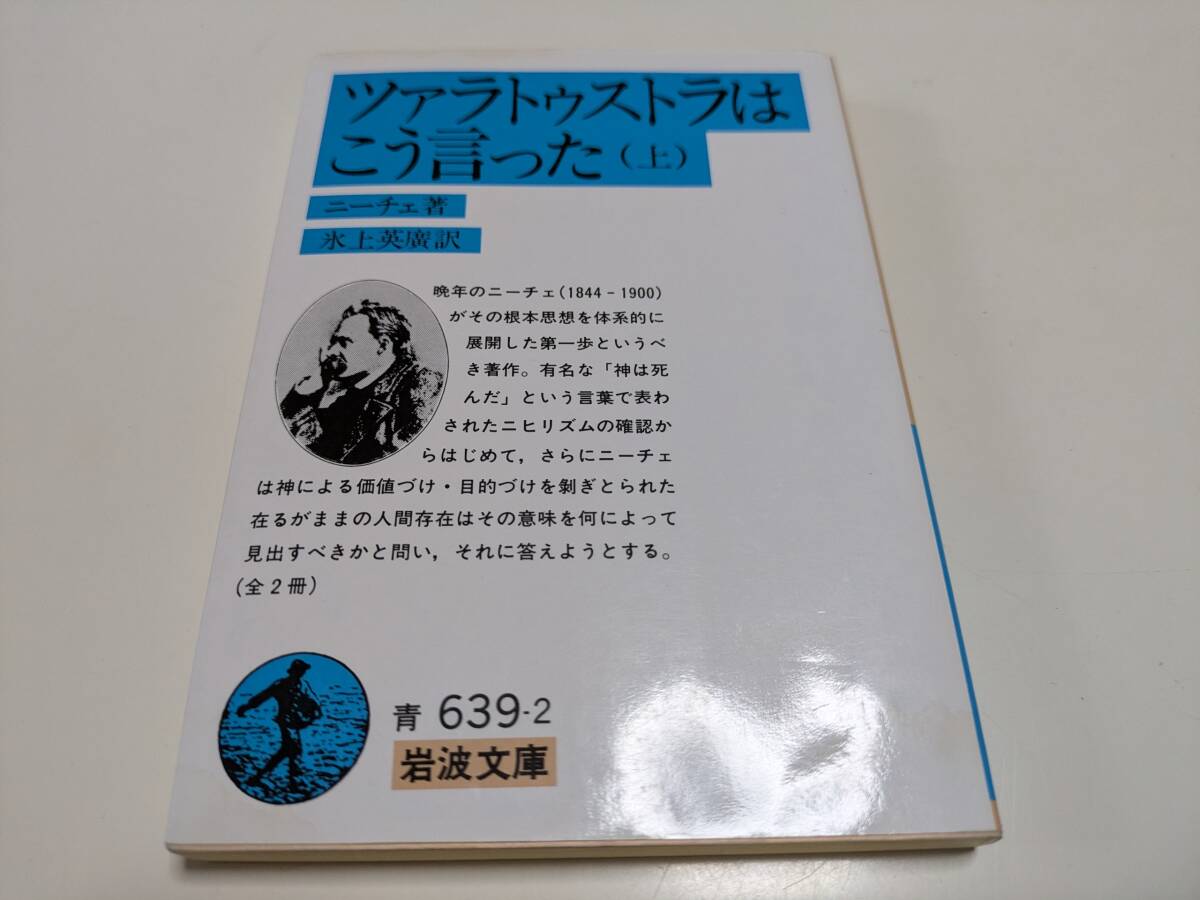 ツァラトゥストラは
こう言った(上)
ニーチェ著
氷上英廣訳
晩年のニーチェ(1844－1900)
がその根本思想を体系的に
展開した第一歩というべ
き著作。有名な「神は死
んだ」という言葉で表わ
されたニヒリズムの確認か
らはじめて，さらにニーチェ
は神による価値づけ・目的づけを剝ぎとられた
在るがままの人間存在はその意味を何によって
見出すべきかと問い，それに答えようとする。
(全2冊)
青 639-2
岩波文庫